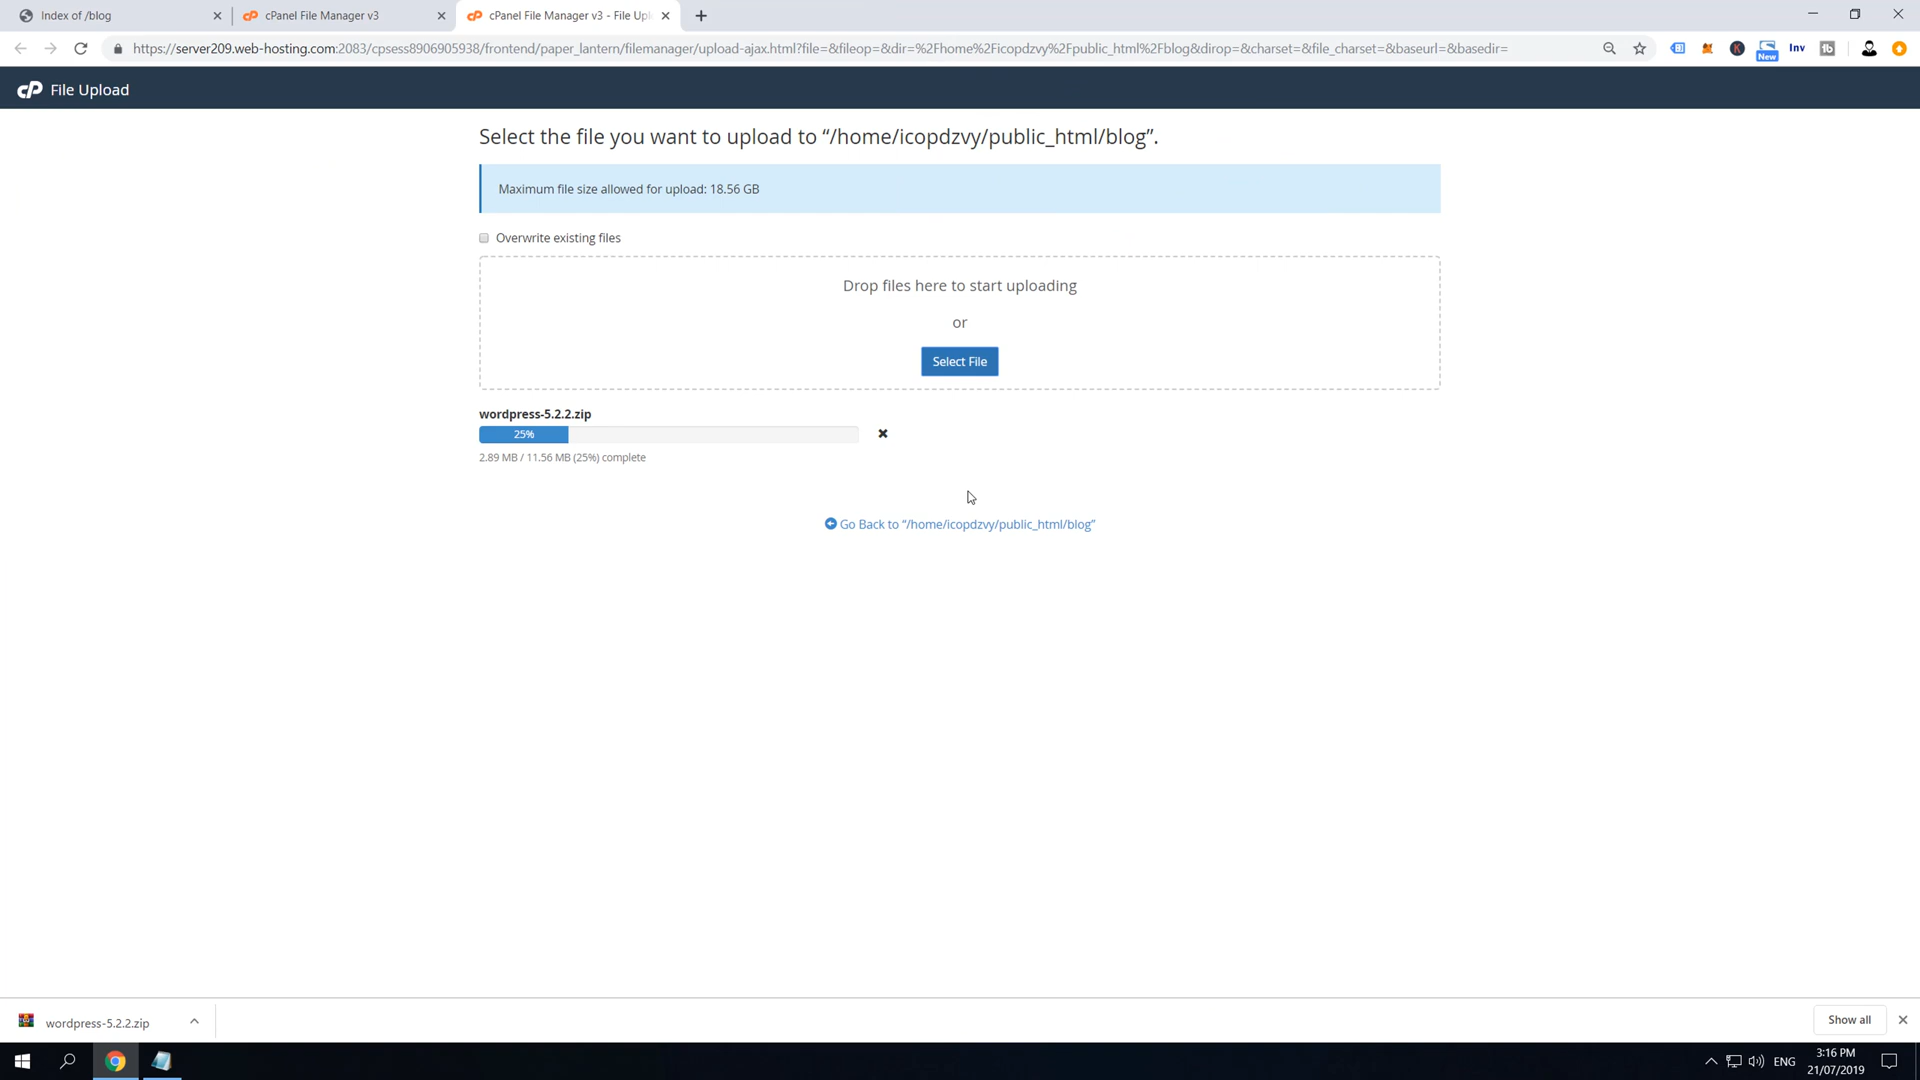 Index of /blog
cPanel File Manager v3
cPanel File Manager v3 - File Upl
https://server209.web-hosting.com:2083/cpsess8906905938/frontend/paper_lantern/filemanager/upload-ajax.html?file=&fileop=&dir=%2Fhome%2Ficopdzvy%2Fpublic_html%2Fblog&dirop=&charset=&file_charset=&baseurl=&basedir=
New
Inv
tb
cP File Upload
Select the file you want to upload to “/home/icopdzvy/public_html/blog”.
Maximum file size allowed for upload: 18.56 GB
Overwrite existing files
Drop files here to start uploading
or
Select File
wordpress-5.2.2.zip
25%
2.89 MB / 11.56 MB (25%) complete
Go Back to “/home/icopdzvy/public_html/blog”
wordpress-5.2.2.zip
Show all
ENG
3:16 PM
21/07/2019